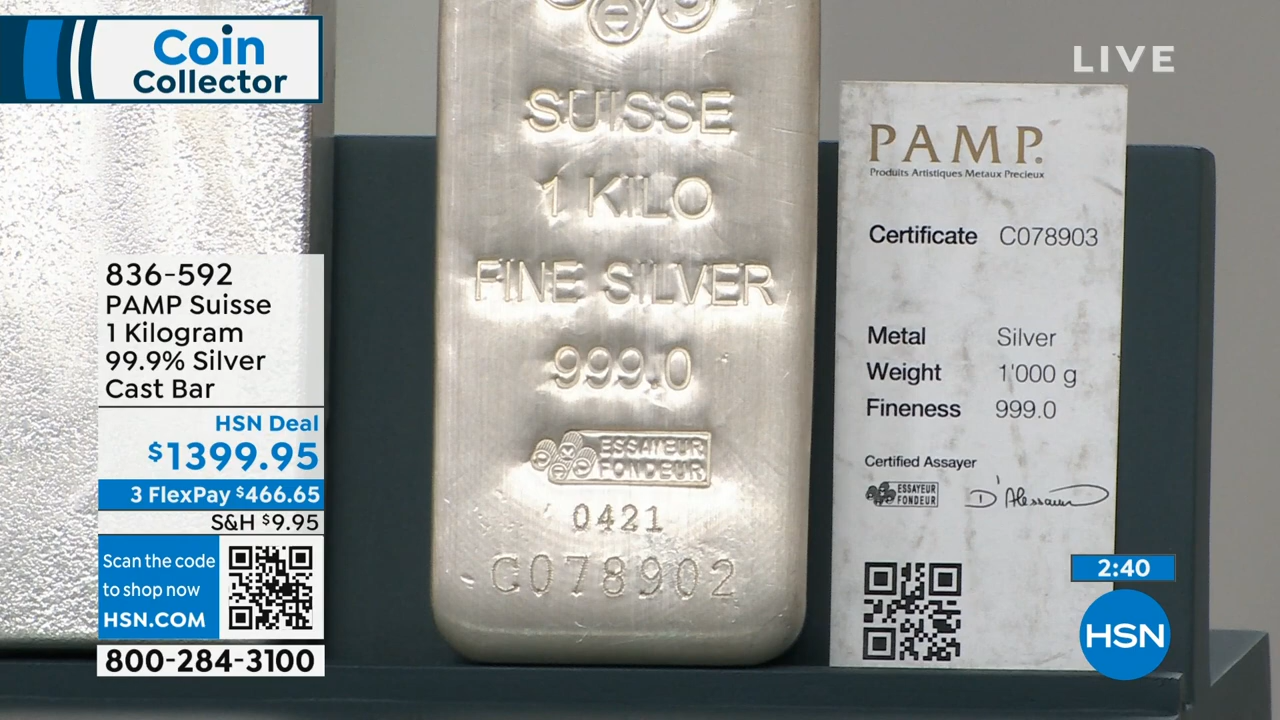 Coin
Collector
LIVE
836-592
PAMP Suisse
1 Kilogram
99.9% Silver
Cast Bar
HSN Deal
$1399.95
3 FlexPay $466.65
S&H $9.95
Scan the code
to shop now
HSN.COM
800-284-3100
SUISSE
1 KILO
FINE SILVER
999.0
ESSAYEUR
FONDEUR
0421
C078902
PAMP.
Produits Artistiques Metaux Precieux
Certificate C078903
Metal Silver
Weight 1'000 g
Fineness 999.0
Certified Assayer
ESSAYEUR
FONDEUR
2:40
HSN